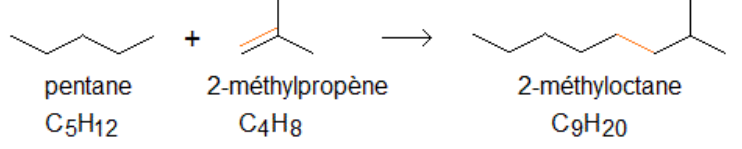 +
pentane 2-méthylpropène 2-méthyloctane
C₅H₁₂ C₄H₈ C₉H₂₀